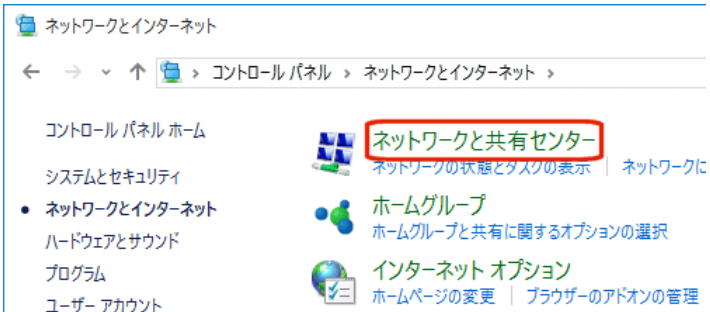 ネットワークとインターネット
コントロール パネル › ネットワークとインターネット ›
コントロール パネル ホーム
システムとセキュリティ
ネットワークとインターネット
ハードウェアとサウンド
プログラム
ユーザー アカウント
ネットワークと共有センター
ネットワークの状態とタスクの表示 ネットワークに
ホームグループ
ホームグループと共有に関するオプションの選択
インターネット オプション
ホームページの変更 ブラウザーのアドオンの管理